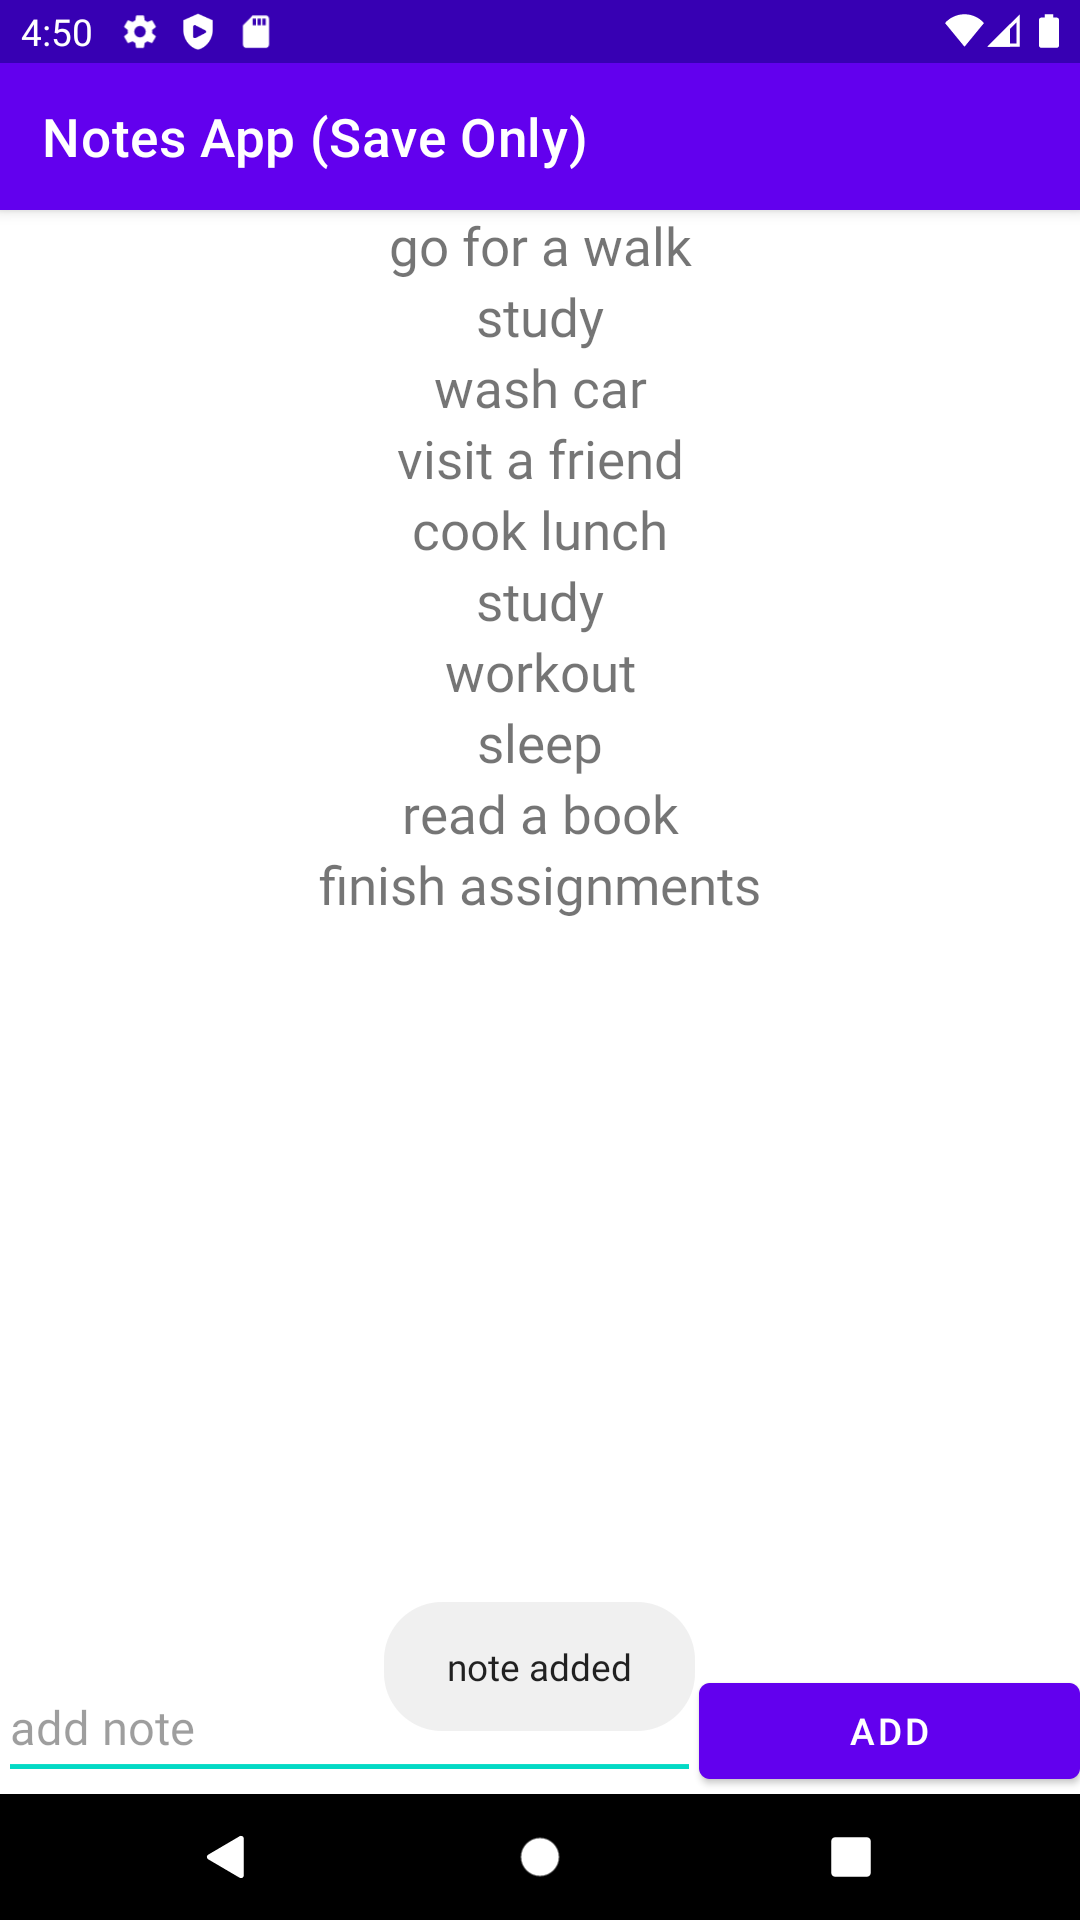 4:50
Notes App (Save Only)
go for a walk
study
wash car
visit a friend
cook lunch
study
workout
sleep
read a book
finish assignments
note added
add note
ADD